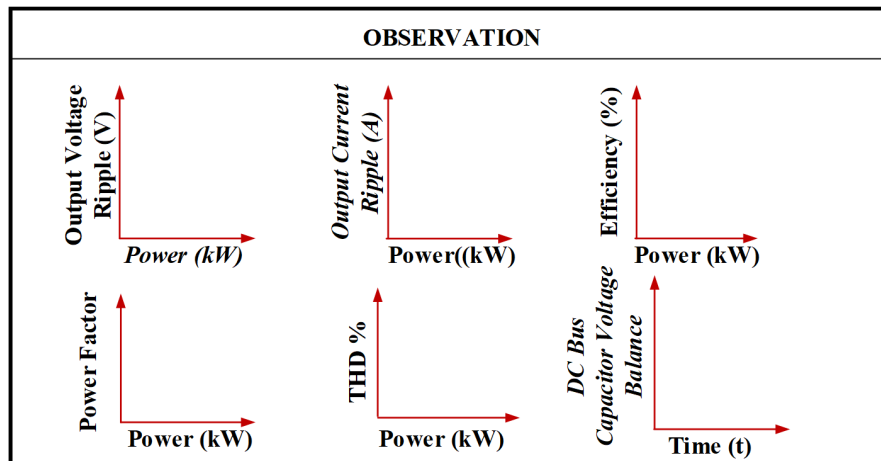 OBSERVATION
Output Voltage
Ripple (V)
Power (kW)
Output Current
Ripple (A)
Power((kW)
Efficiency (%)
Power (kW)
Power Factor
Power (kW)
THD %
Power (kW)
DC Bus
Capacitor Voltage
Balance
Time (t)